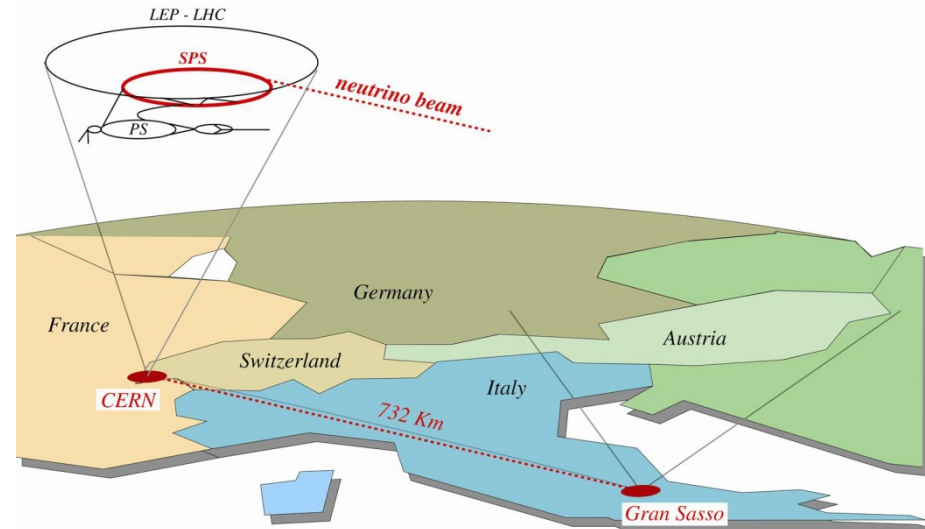 LEP - LHC
SPS
neutrino beam
PS
Germany
France
Austria
Switzerland
Italy
CERN
732 Km
Gran Sasso